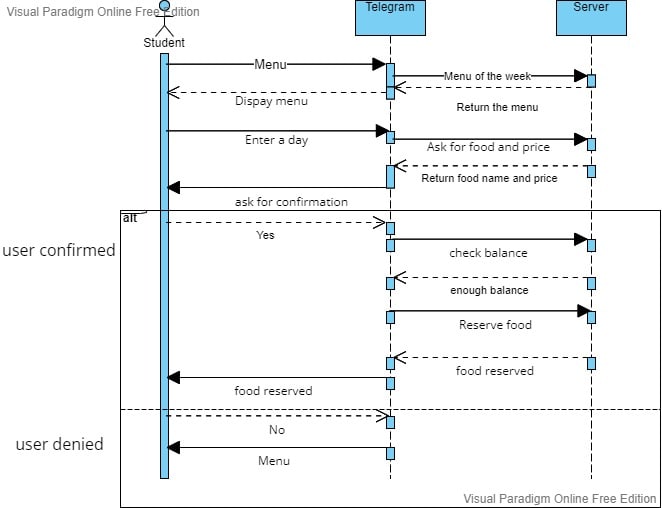 Visual Paradigm Online Free Edition
Telegram
Server
Student
Menu
Menu of the week
Dispay menu
Return the menu
Enter a day
Ask for food and price
Return food name and price
ask for confirmation
alt
Yes
user confirmed
check balance
enough balance
Reserve food
food reserved
food reserved
No
user denied
Menu
Visual Paradigm Online Free Edition